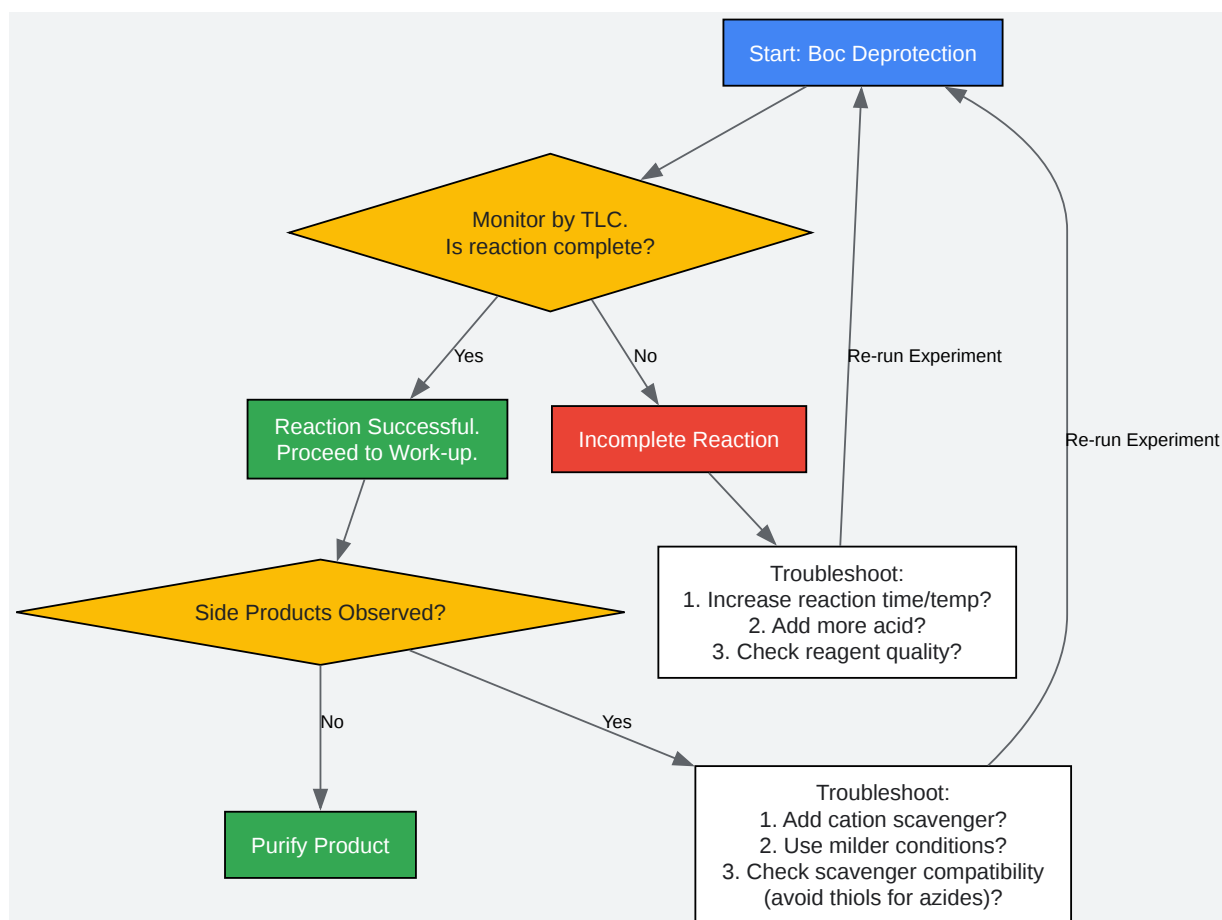 Start: Boc Deprotection
Monitor by TLC.
Is reaction complete?
Yes
No
Re-run Experiment
Reaction Successful.
Proceed to Work-up.
Incomplete Reaction
Re-run Experiment
Troubleshoot:
1. Increase reaction time/temp?
2. Add more acid?
3. Check reagent quality?
Side Products Observed?
No
Yes
Troubleshoot:
1. Add cation scavenger?
2. Use milder conditions?
3. Check scavenger compatibility
(avoid thiols for azides)?
Purify Product